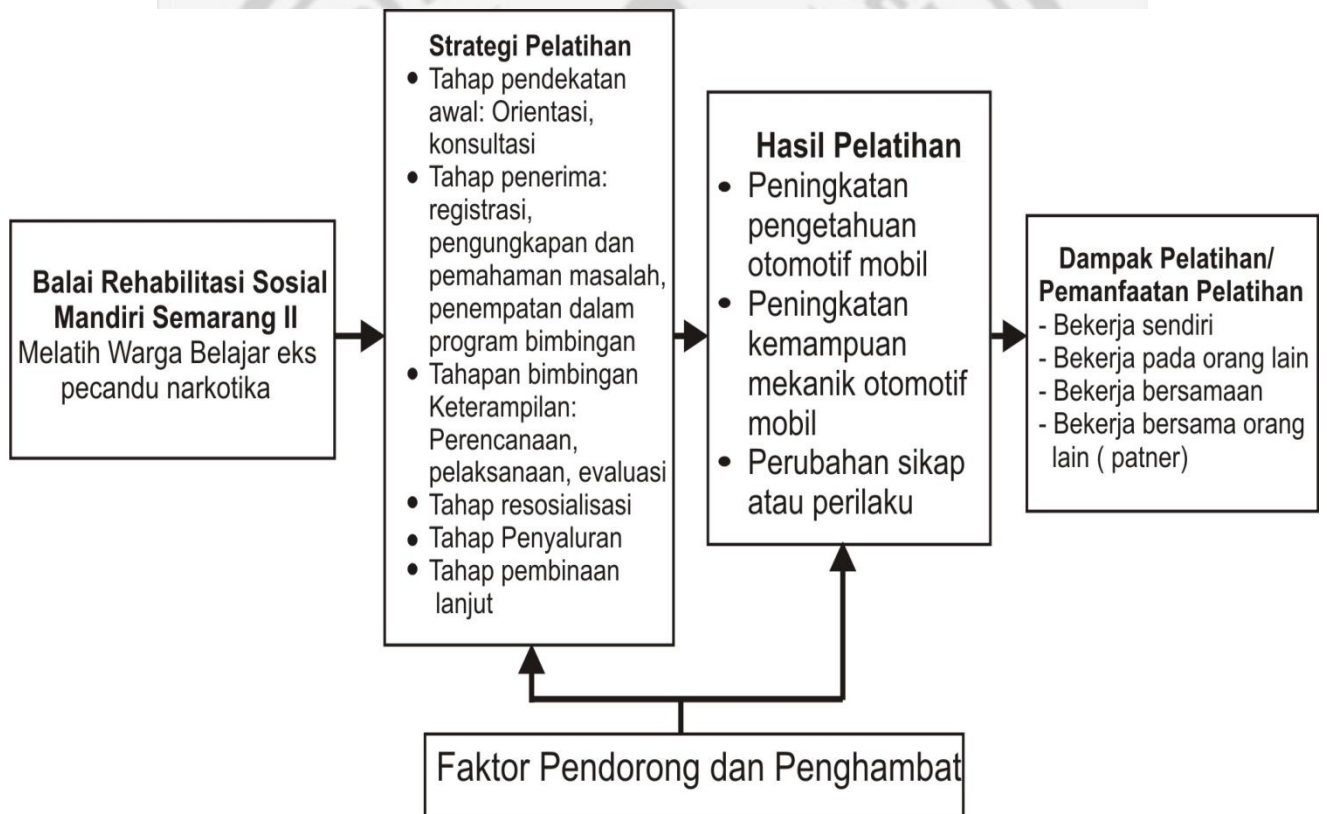 Balai Rehabilitasi Sosial
Mandiri Semarang II
Melatih Warga Belajar eks
pecandu narkotika
Strategi Pelatihan
• Tahap pendekatan
awal: Orientasi,
konsultasi
• Tahap penerima:
registrasi,
pengungkapan dan
pemahaman masalah,
penempatan dalam
program bimbingan
• Tahapan bimbingan
Keterampilan:
Perencanaan,
pelaksanaan, evaluasi
• Tahap resosialisasi
• Tahap Penyaluran
• Tahap pembinaan
lanjut
Hasil Pelatihan
• Peningkatan
pengetahuan
otomotif mobil
• Peningkatan
kemampuan
mekanik otomotif
mobil
• Perubahan sikap
atau perilaku
Dampak Pelatihan/
Pemanfaatan Pelatihan
- Bekerja sendiri
- Bekerja pada orang lain
- Bekerja bersamaan
- Bekerja bersama orang
lain ( patner)
Faktor Pendorong dan Penghambat